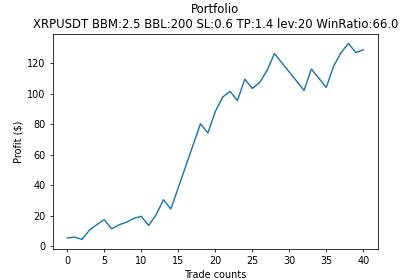 Portfolio
XRPUSDT BBM:2.5 BBL:200 SL:0.6 TP:1.4 lev:20 WinRatio:66.0
120
100
80
60
40
20
0
Profit ($)
0 5 10 15 20 25 30 35 40
Trade counts